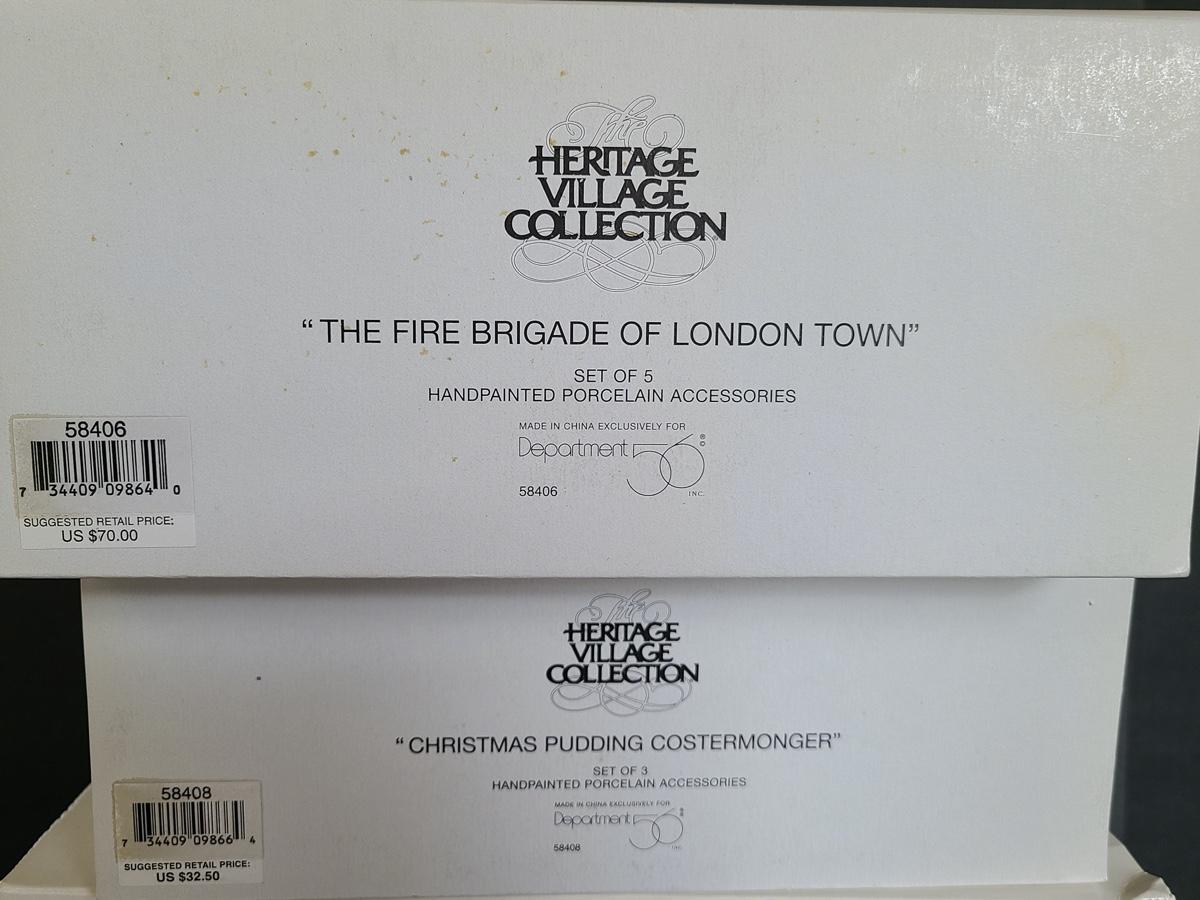 The
HERITAGE
VILLAGE
COLLECTION
“THE FIRE BRIGADE OF LONDON TOWN”
SET OF 5
HANDPAINTED PORCELAIN ACCESSORIES
MADE IN CHINA EXCLUSIVELY FOR
Department 56 ® ©
58406 INC.
58406
7 34409 09864 0
SUGGESTED RETAIL PRICE:
US $70.00
The
HERITAGE
VILLAGE
COLLECTION
“CHRISTMAS PUDDING COSTERMONGER”
SET OF 3
HANDPAINTED PORCELAIN ACCESSORIES
MADE IN CHINA EXCLUSIVELY FOR
Department 56
58408 INC.
58408
7 34409 09866 4
SUGGESTED RETAIL PRICE:
US $32.50